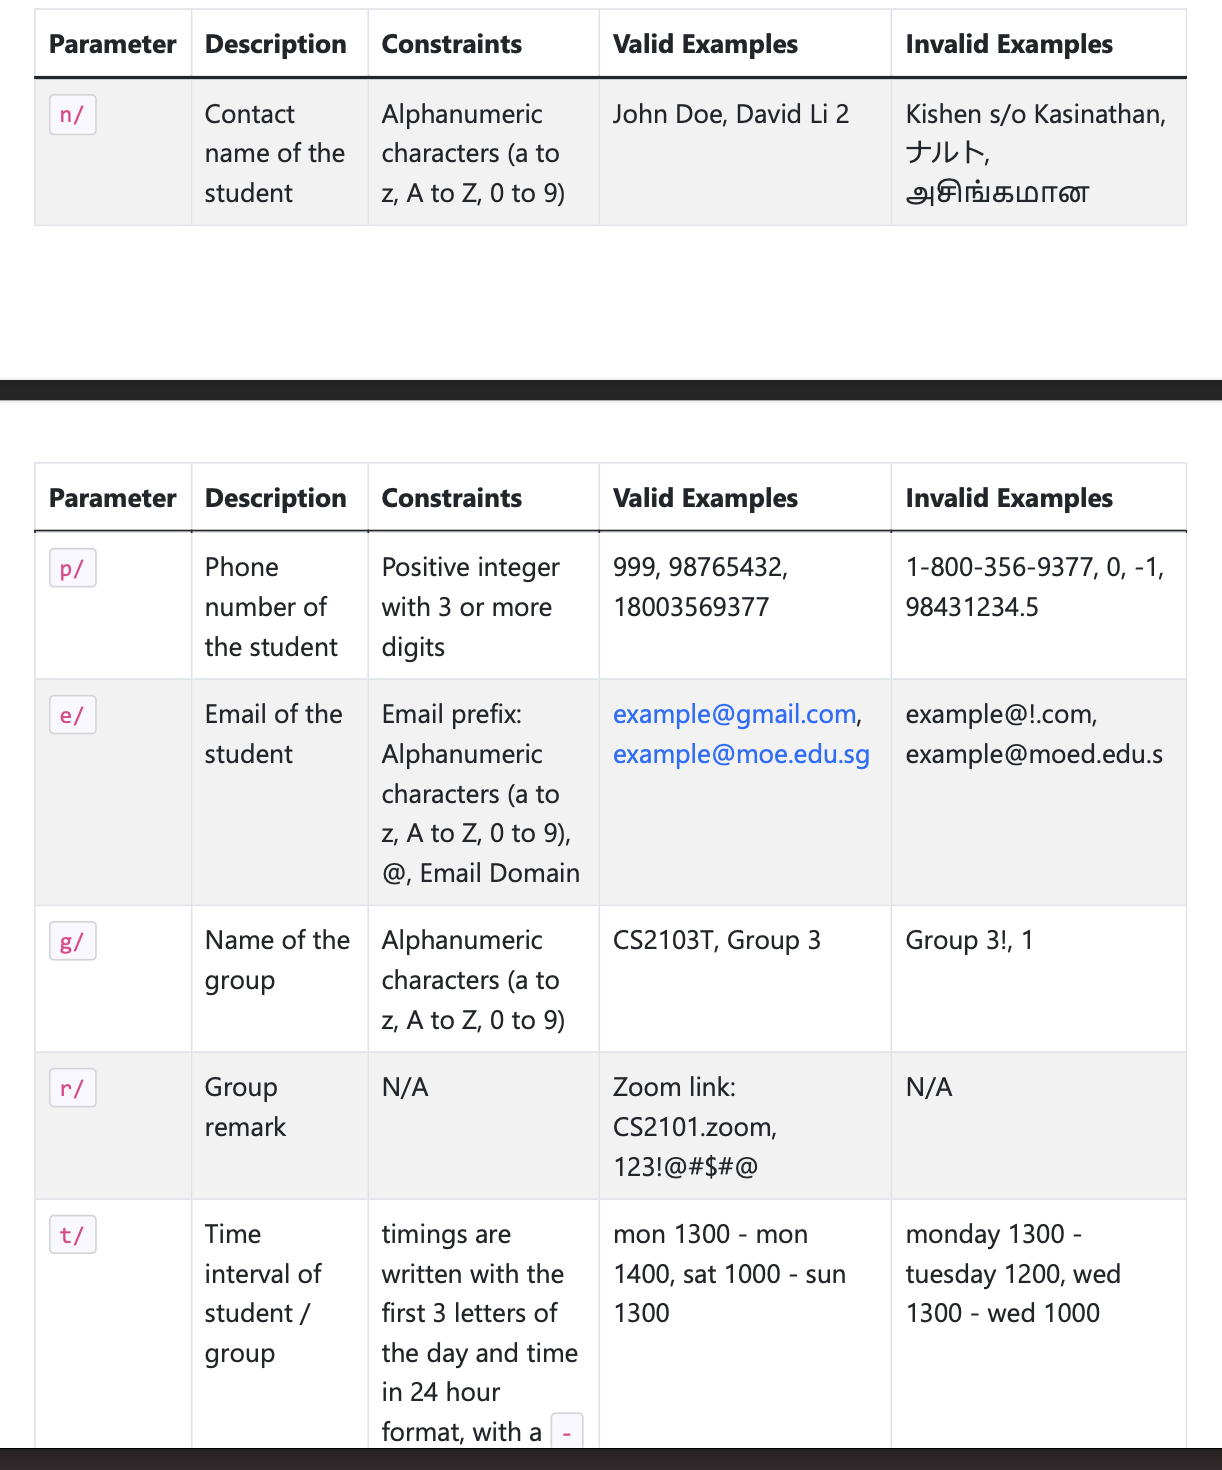 Parameter Description Constraints Valid Examples Invalid Examples
n/ Contact name of the student Alphanumeric characters (a to z, A to Z, 0 to 9) John Doe, David Li 2 Kishen s/o Kasinathan, ナルト, அசிங்கமான
Parameter Description Constraints Valid Examples Invalid Examples
p/ Phone number of the student Positive integer with 3 or more digits 999, 98765432, 18003569377 1-800-356-9377, 0, -1, 98431234.5
e/ Email of the student Email prefix: Alphanumeric characters (a to z, A to Z, 0 to 9), @, Email Domain example@gmail.com, example@moe.edu.sg example@!.com, example@moed.edu.s
g/ Name of the group Alphanumeric characters (a to z, A to Z, 0 to 9) CS2103T, Group 3 Group 3!, 1
r/ Group remark N/A Zoom link: CS2101.zoom, 123!@#$#@ N/A
t/ Time interval of student / group timings are written with the first 3 letters of the day and time in 24 hour format, with a - mon 1300 - mon 1400, sat 1000 - sun 1300 monday 1300 - tuesday 1200, wed 1300 - wed 1000